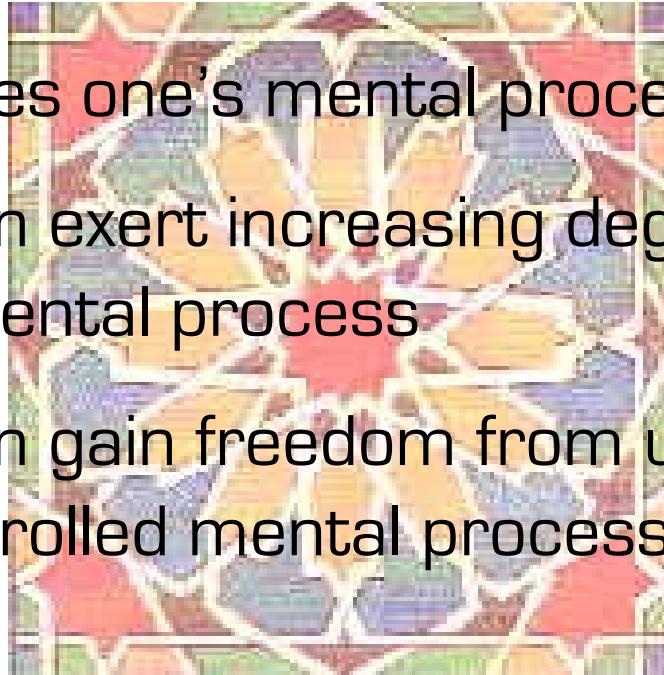 es one's mental proce
n exert increasing deg
ental process
n gain freedom from u
rolled mental process